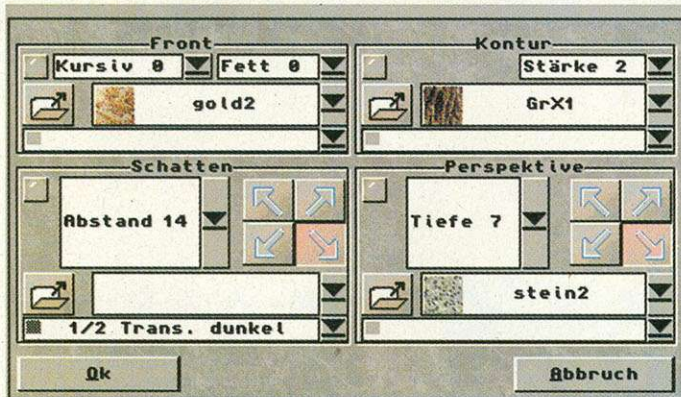 Front
Kursiv 0 Fett 0
gold2
Kontur
Stärke 2
GrX1
Schatten
Abstand 14
1/2 Trans. dunkel
Perspektive
Tiefe 7
stein2
Ok
Abbruch